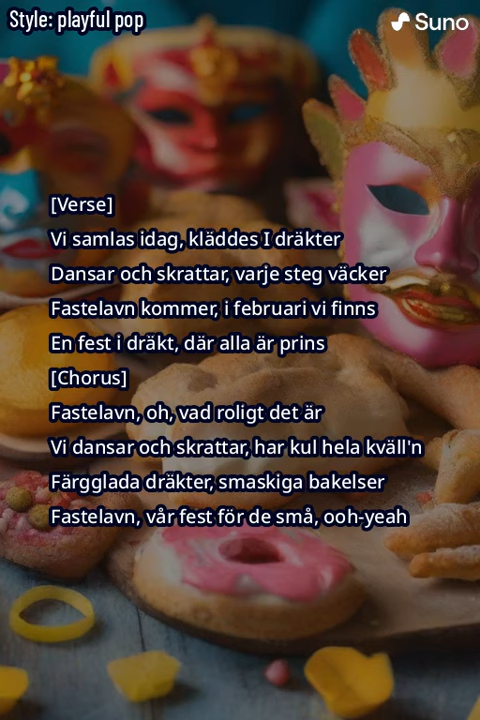 Style: playful pop
Suno
[Verse]
Vi samlas idag, kläddes I dräkter
Dansar och skrattar, varje steg väcker
Fastelavn kommer, i februari vi finns
En fest i dräkt, där alla är prins
[Chorus]
Fastelavn, oh, vad roligt det är
Vi dansar och skrattar, har kul hela kväll'n
Färgglada dräkter, smaskiga bakelser
Fastelavn, vår fest för de små, ooh-yeah